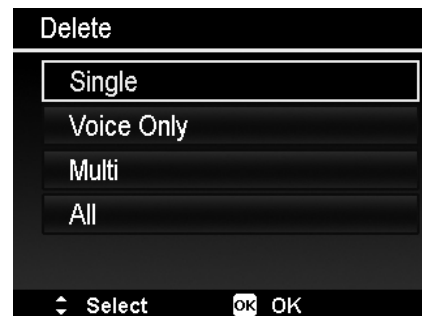 Delete
Single
Voice Only
Multi
All
Select OK OK